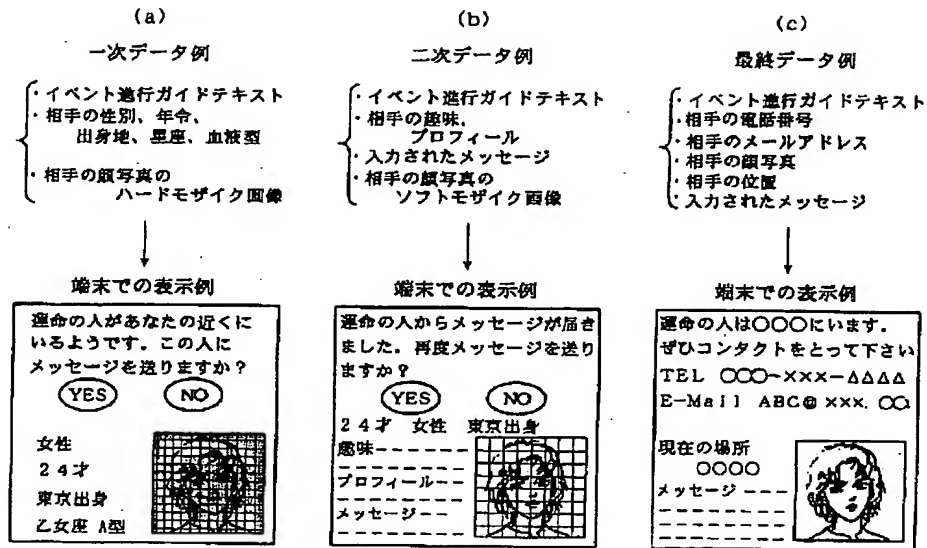 (a)
一次データ例
・イベント進行ガイドテキスト
・相手の性別、年令、
出身地、星座、血液型
・相手の顔写真の
ハードモザイク画像
端末での表示例
運命の人があなたの近くに
いるようです。この人に
メッセージを送りますか？
YES NO
女性
24才
東京出身
乙女座 A型
(b)
二次データ例
・イベント進行ガイドテキスト
・相手の趣味、
プロフィール
・入力されたメッセージ
・相手の顔写真の
ソフトモザイク画像
端末での表示例
運命の人からメッセージが届き
ました。再度メッセージを送り
ますか？
YES NO
24才 女性 東京出身
趣味---------
---------
プロフィール--
---------
メッセージ--
---------
(c)
最終データ例
・イベント進行ガイドテキスト
・相手の電話番号
・相手のメールアドレス
・相手の顔写真
・相手の位置
・入力されたメッセージ
端末での表示例
運命の人は○○○にいます。
ぜひコンタクトをとって下さい
TEL ○○○-×××-△△△△
E-Mail ABC@×××.○○
現在の場所
○○○○
メッセージ---
---------
---------
---------